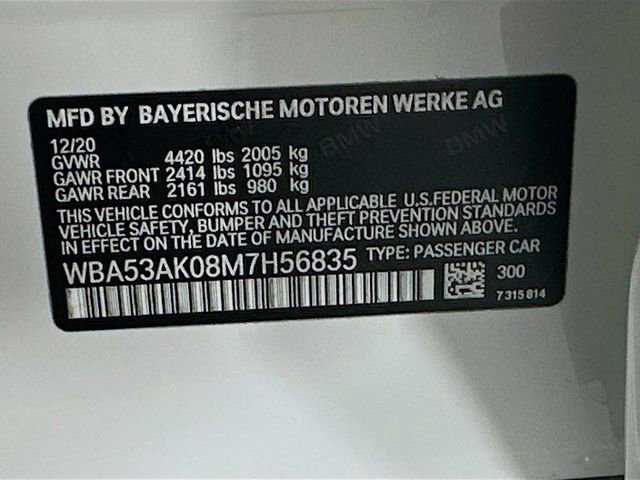 MFD BY BAYERISCHE MOTOREN WERKE AG
12/20
GVWR 4420 lbs 2005 kg
GAWR FRONT 2414 lbs 1095 kg
GAWR REAR 2161 lbs 980 kg
THIS VEHICLE CONFORMS TO ALL APPLICABLE U.S.FEDERAL MOTOR
VEHICLE SAFETY, BUMPER AND THEFT PREVENTION STANDARDS
IN EFFECT ON THE DATE OF MANUFACTURE SHOWN ABOVE.
WBA53AK08M7H56835 TYPE: PASSENGER CAR
300
7315814
BMW
BMW